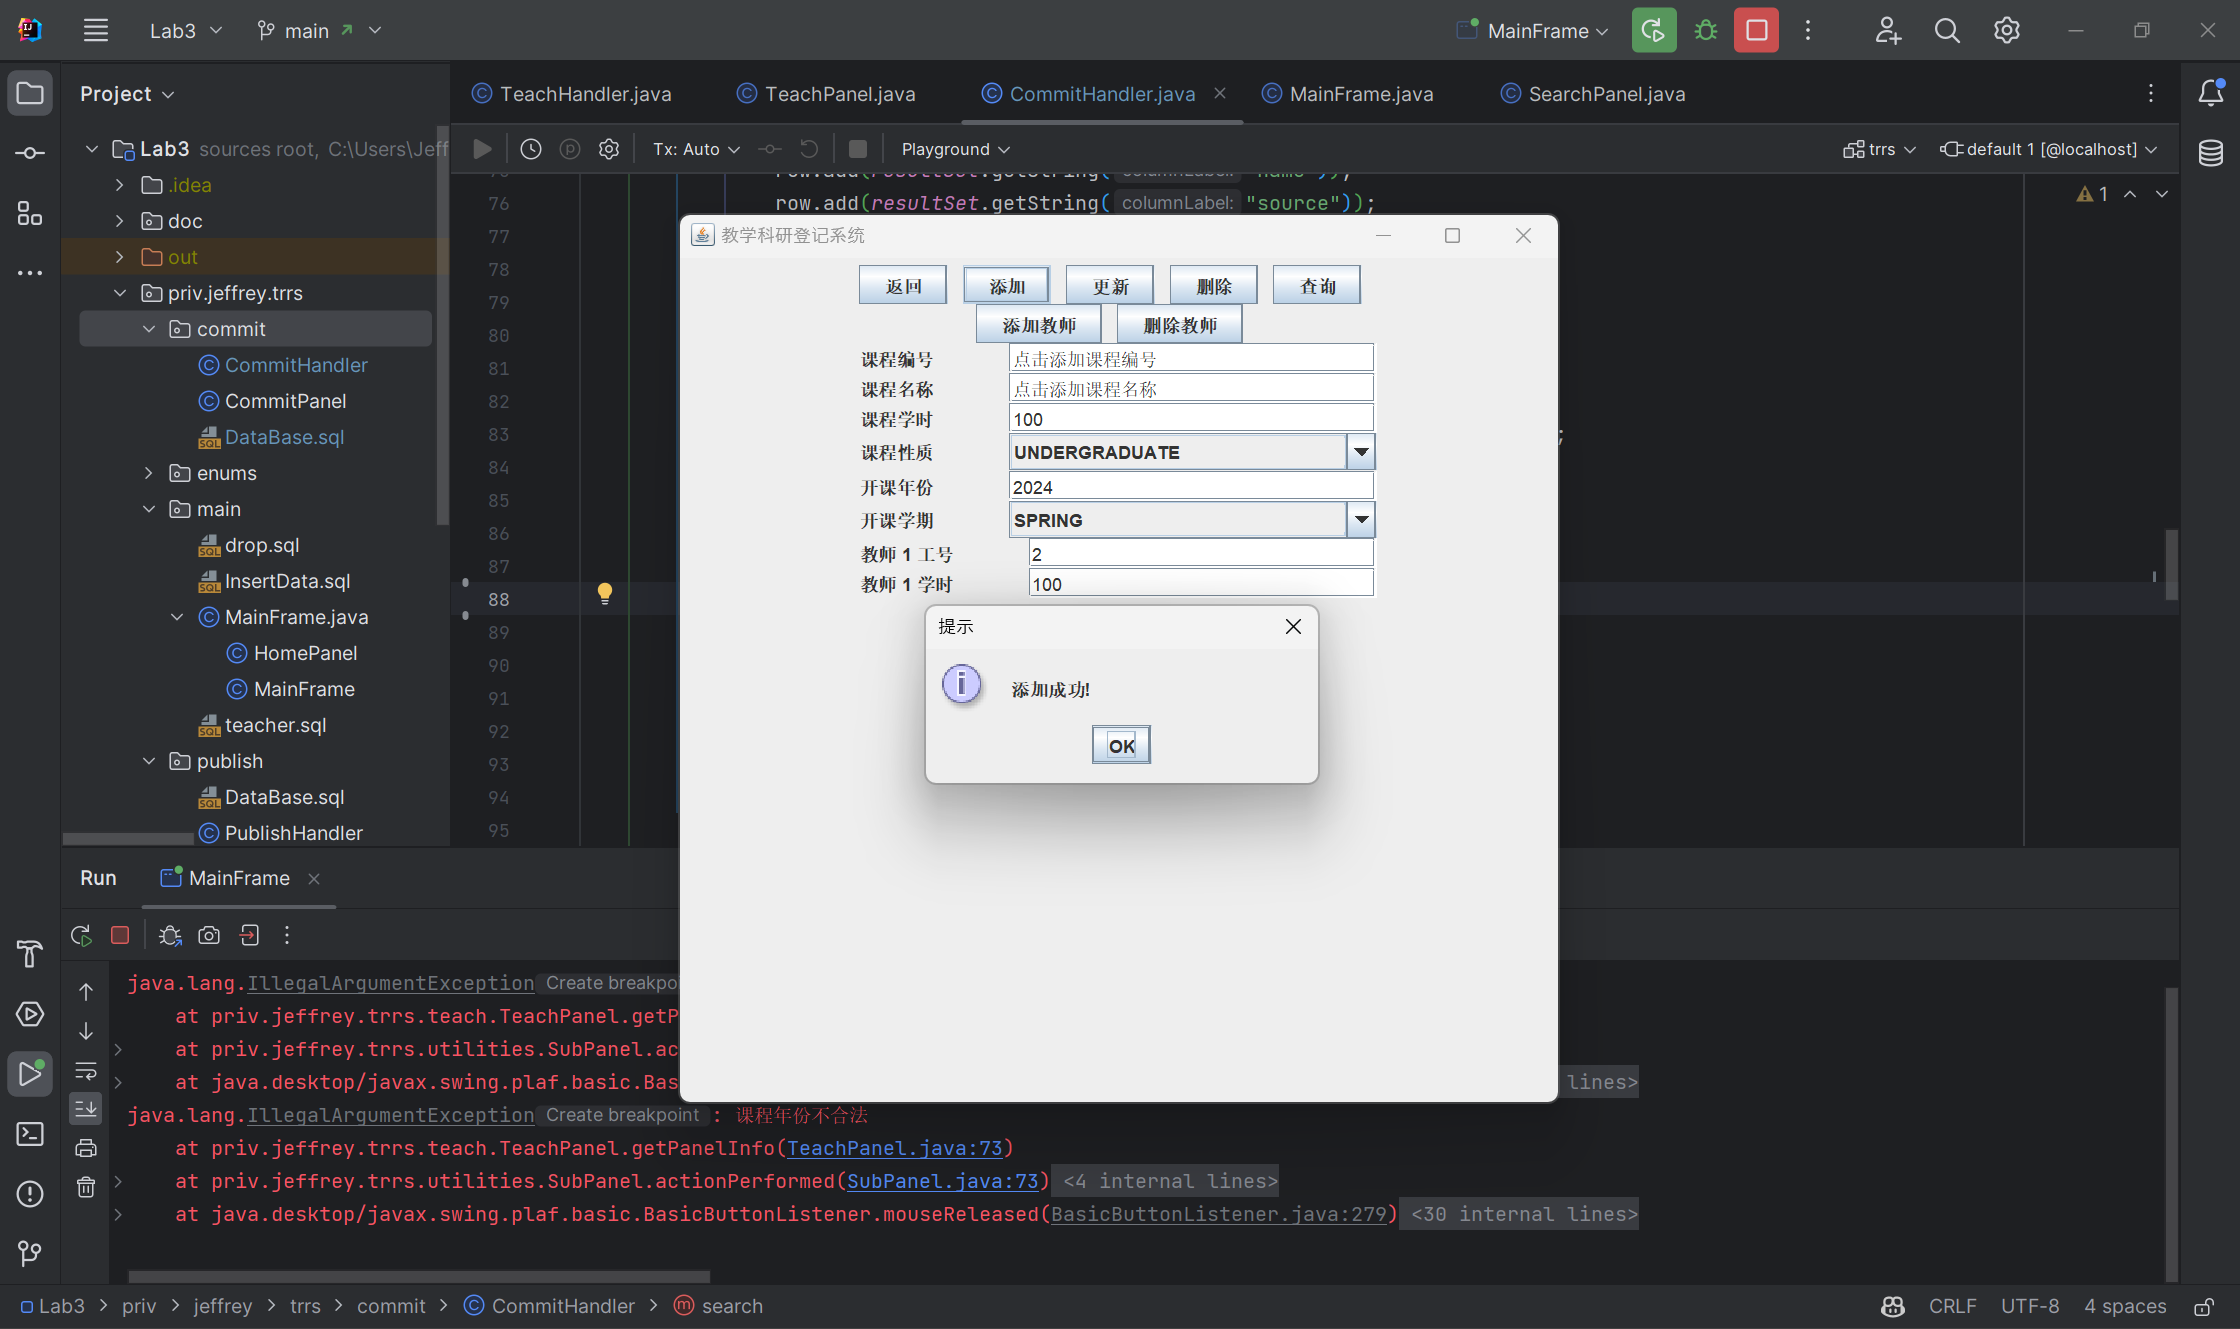 Lab3 main MainFrame
Project
TeachHandler.java TeachPanel.java CommitHandler.java MainFrame.java SearchPanel.java
Tx: Auto Playground trrs default 1 [@localhost]
Lab3 sources root, C:\Users\Jeff
.idea
doc
out
priv.jeffrey.trrs
commit
CommitHandler
CommitPanel
DataBase.sql
enums
main
drop.sql
InsertData.sql
MainFrame.java
HomePanel
MainFrame
teacher.sql
publish
DataBase.sql
PublishHandler
76 row.add(resultSet.getString( columnLabel: "source"));
77
78
79
80
81
82
83 ;
84
85
86
87
88
89
90
91
92
93
94
95
1
教学科研登记系统
返回 添加 更新 删除 查询
添加教师 删除教师
课程编号 点击添加课程编号
课程名称 点击添加课程名称
课程学时 100
课程性质 UNDERGRADUATE
开课年份 2024
开课学期 SPRING
教师 1 工号 2
教师 1 学时 100
提示
添加成功!
OK
Run MainFrame
java.lang.IllegalArgumentException Create breakpoi
at priv.jeffrey.trrs.teach.TeachPanel.getP
at priv.jeffrey.trrs.utilities.SubPanel.ac
at java.desktop/javax.swing.plaf.basic.Bas lines>
java.lang.IllegalArgumentException Create breakpoint : 课程年份不合法
at priv.jeffrey.trrs.teach.TeachPanel.getPanelInfo(TeachPanel.java:73)
at priv.jeffrey.trrs.utilities.SubPanel.actionPerformed(SubPanel.java:73) <4 internal lines>
at java.desktop/javax.swing.plaf.basic.BasicButtonListener.mouseReleased(BasicButtonListener.java:279) <30 internal lines>
Lab3 > priv > jeffrey > trrs > commit > CommitHandler > search
CRLF UTF-8 4 spaces